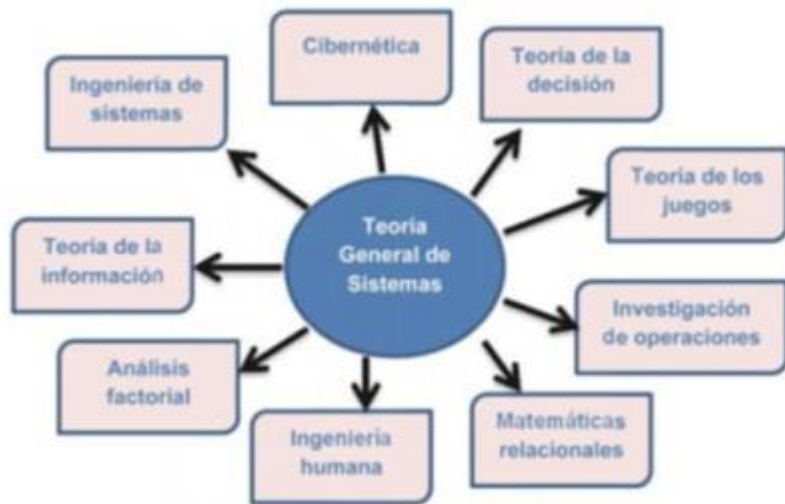 Cibernética
Teoría de la
decisión
Ingeniería de
sistemas
Teoría de los
juegos
Teoría
General de
Sistemas
Teoría de la
información
Investigación
de operaciones
Análisis
factorial
Ingeniería
humana
Matemáticas
relacionales